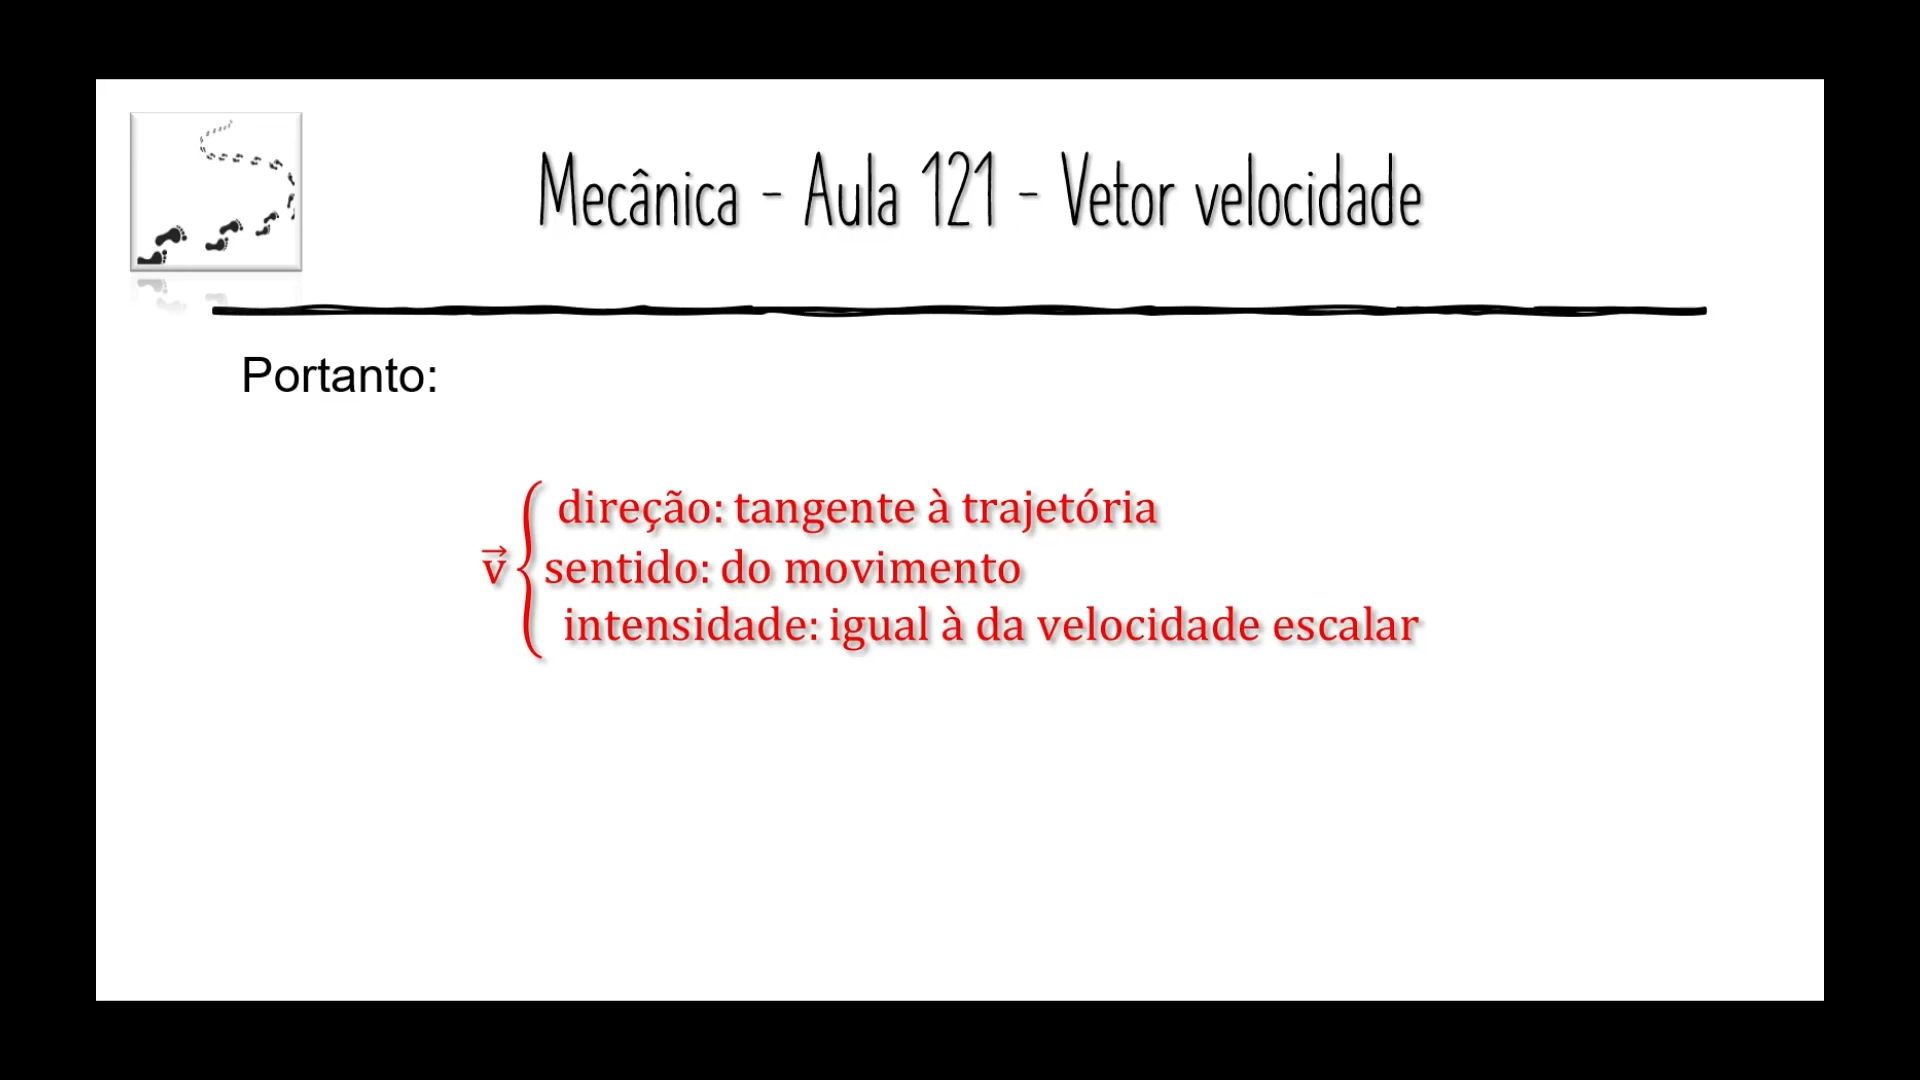 Mecânica - Aula 121 - Vetor velocidade
Portanto:
direção: tangente à trajetória
v⃗ { sentido: do movimento
intensidade: igual à da velocidade escalar